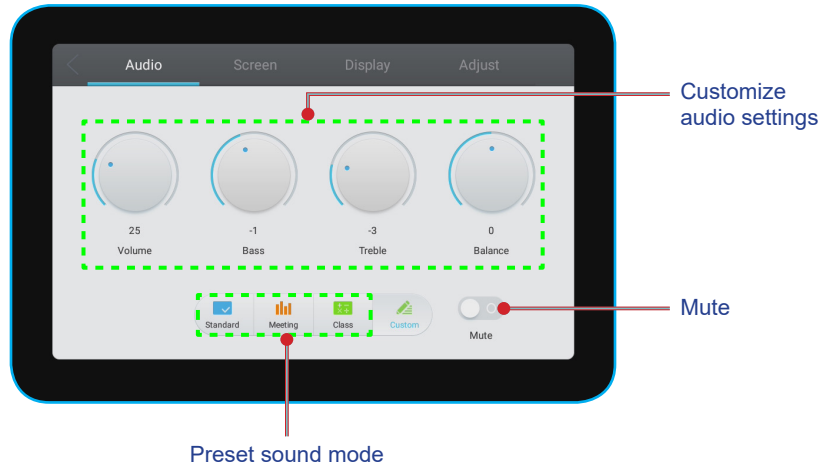 Audio Screen Display Adjust
Customize
audio settings
25 -1 -3 0
Volume Bass Treble Balance
Standard Meeting Class Custom
Mute
Mute
Preset sound mode